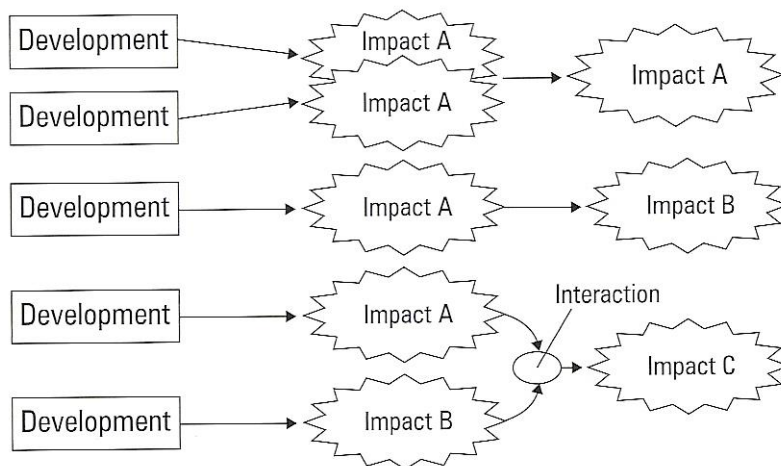 Development
Impact A
Impact A
Development
Impact A
Development
Impact A
Impact B
Development
Impact A
Interaction
Impact C
Development
Impact B